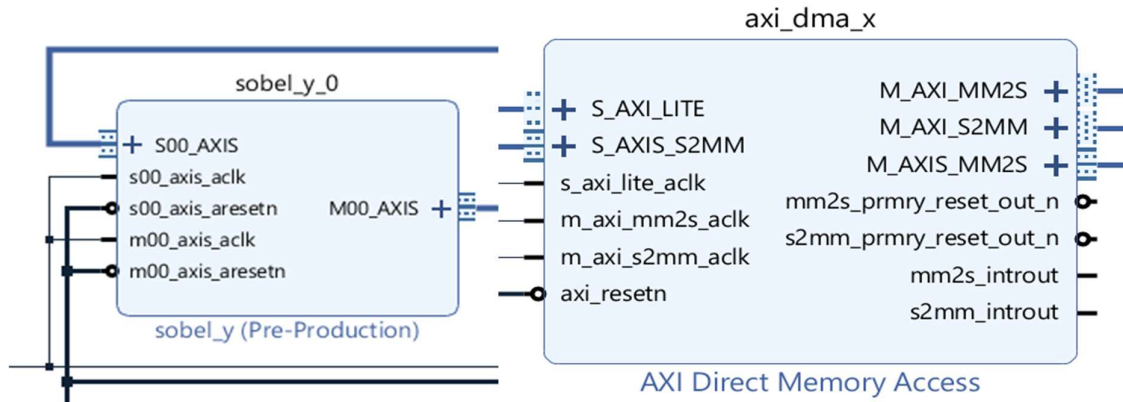 sobel_y_0
S00_AXIS
s00_axis_aclk
s00_axis_aresetn
M00_AXIS
m00_axis_aclk
m00_axis_aresetn
sobel_y (Pre-Production)
axi_dma_x
S_AXI_LITE
S_AXIS_S2MM
s_axi_lite_aclk
m_axi_mm2s_aclk
m_axi_s2mm_aclk
axi_resetn
M_AXI_MM2S
M_AXI_S2MM
M_AXIS_MM2S
mm2s_prmry_reset_out_n
s2mm_prmry_reset_out_n
mm2s_introut
s2mm_introut
AXI Direct Memory Access